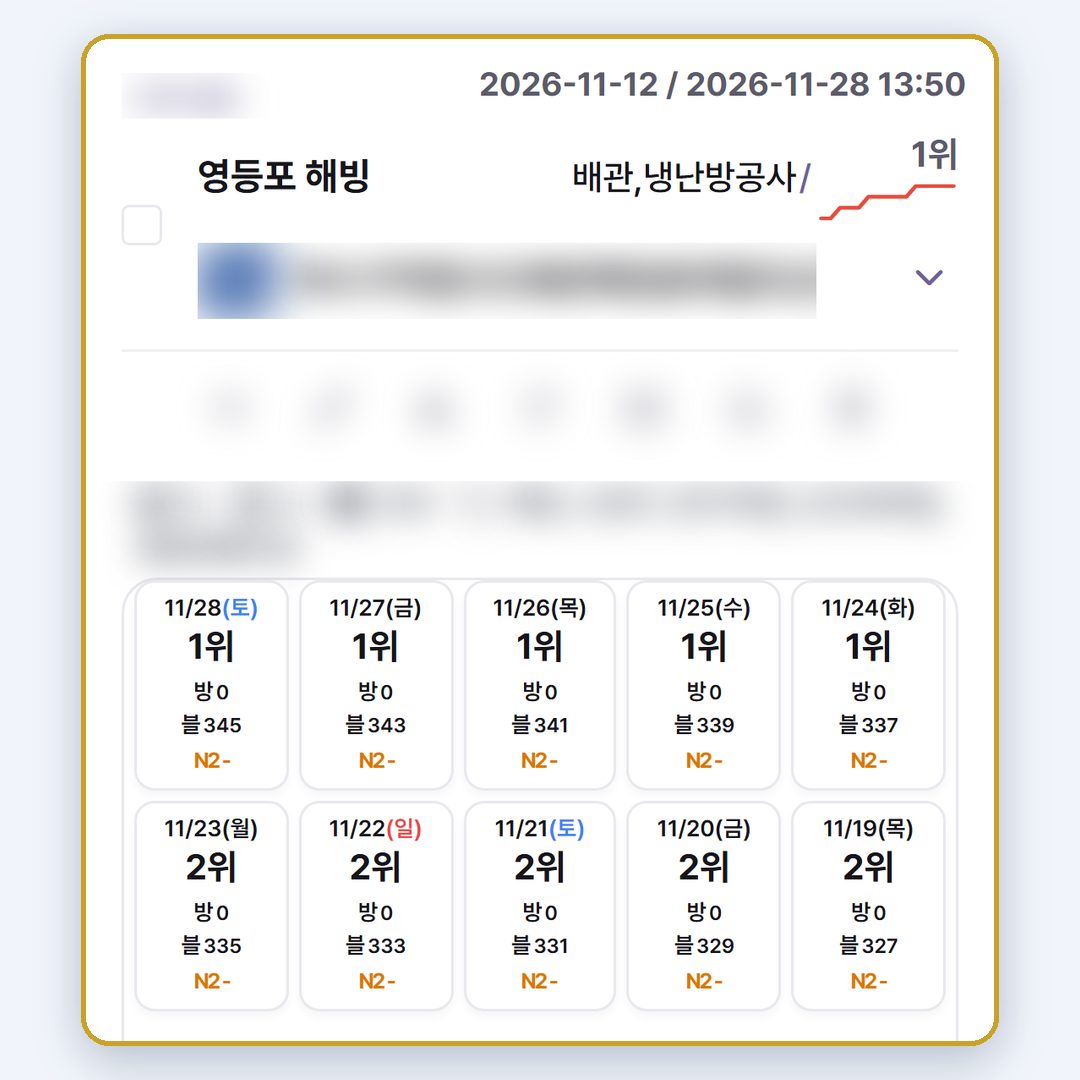 2026-11-12 / 2026-11-28 13:50
1위
영등포 해빙 배관,냉난방공사/
11/28(토) 11/27(금) 11/26(목) 11/25(수) 11/24(화)
1위 1위 1위 1위 1위
방0 방0 방0 방0 방0
블345 블343 블341 블339 블337
N2- N2- N2- N2- N2-
11/23(월) 11/22(일) 11/21(토) 11/20(금) 11/19(목)
2위 2위 2위 2위 2위
방0 방0 방0 방0 방0
블335 블333 블331 블329 블327
N2- N2- N2- N2- N2-